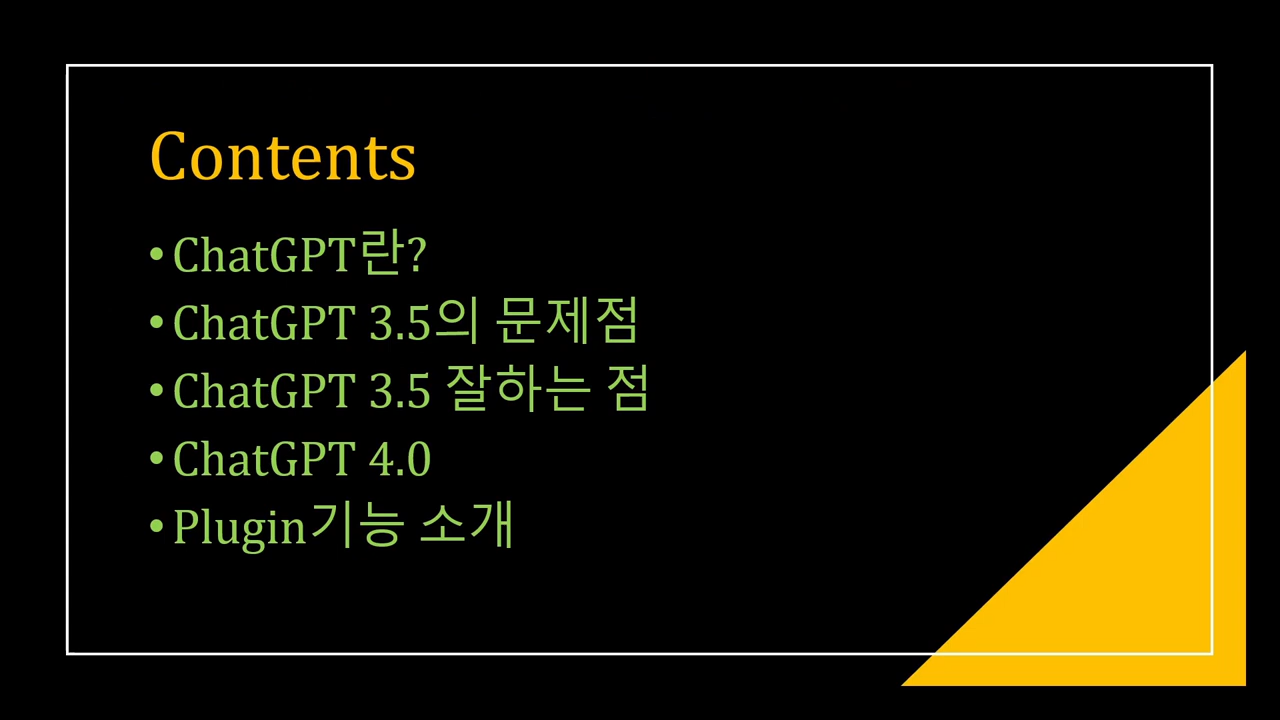 Contents
•ChatGPT란?
•ChatGPT 3.5의 문제점
•ChatGPT 3.5 잘하는 점
•ChatGPT 4.0
•Plugin기능 소개